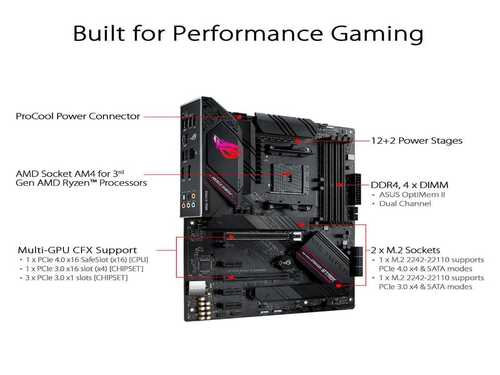 Built for Performance Gaming
ProCool Power Connector
12+2 Power Stages
AMD Socket AM4 for 3rd
Gen AMD Ryzen™ Processors
DDR4, 4 x DIMM
• ASUS OptiMem II
• Dual Channel
Multi-GPU CFX Support
• 1 x PCIe 4.0 x16 SafeSlot (x16) [CPU]
• 1 x PCIe 3.0 x16 slot (x4) [CHIPSET]
• 3 x PCIe 3.0 x1 slots [CHIPSET]
2 x M.2 Sockets
• 1 x M.2 2242-22110 supports
PCIe 4.0 x4 & SATA modes
• 1 x M.2 2242-22110 supports
PCIe 3.0 x4 & SATA modes